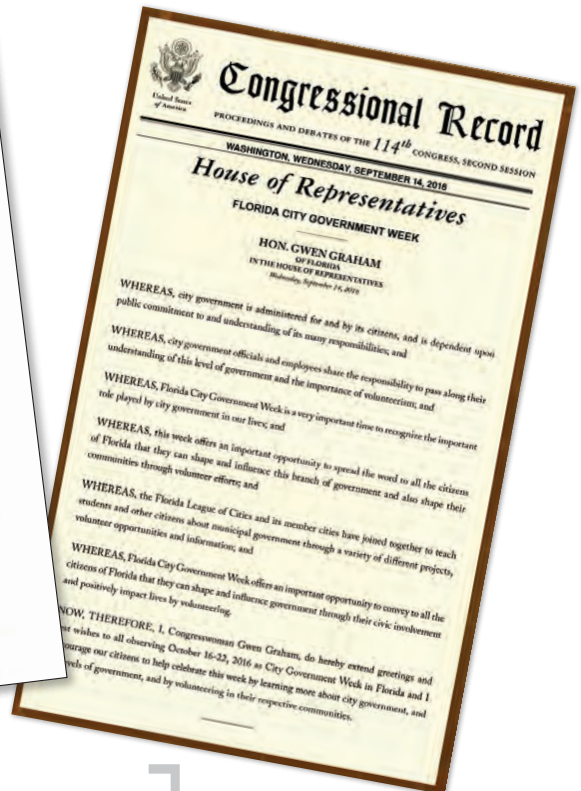 United States
of America
Congressional Record
PROCEEDINGS AND DEBATES OF THE 114th CONGRESS, SECOND SESSION
WASHINGTON, WEDNESDAY, SEPTEMBER 14, 2016
House of Representatives
FLORIDA CITY GOVERNMENT WEEK
HON. GWEN GRAHAM
OF FLORIDA
IN THE HOUSE OF REPRESENTATIVES
Wednesday, September 14, 2016
WHEREAS, city government is administered for and by its citizens, and is dependent upon
public commitment to and understanding of its many responsibilities; and
WHEREAS, city government officials and employees share the responsibility to pass along their
understanding of this level of government and the importance of volunteerism; and
WHEREAS, Florida City Government Week is a very important time to recognize the important
role played by city government in our lives; and
WHEREAS, this week offers an important opportunity to spread the word to all the citizens
of Florida that they can shape and influence this branch of government and also shape their
communities through volunteer efforts; and
WHEREAS, the Florida League of Cities and its member cities have joined together to teach
students and other citizens about municipal government through a variety of different projects,
volunteer opportunities and information; and
WHEREAS, Florida City Government Week offers an important opportunity to convey to all the
citizens of Florida that they can shape and influence government through their civic involvement
and positively impact lives by volunteering.
NOW, THEREFORE, I, Congresswoman Gwen Graham, do hereby extend greetings and
st wishes to all observing October 16-22, 2016 as City Government Week in Florida and I
ourage our citizens to help celebrate this week by learning more about city government, and
vels of government, and by volunteering in their respective communities.